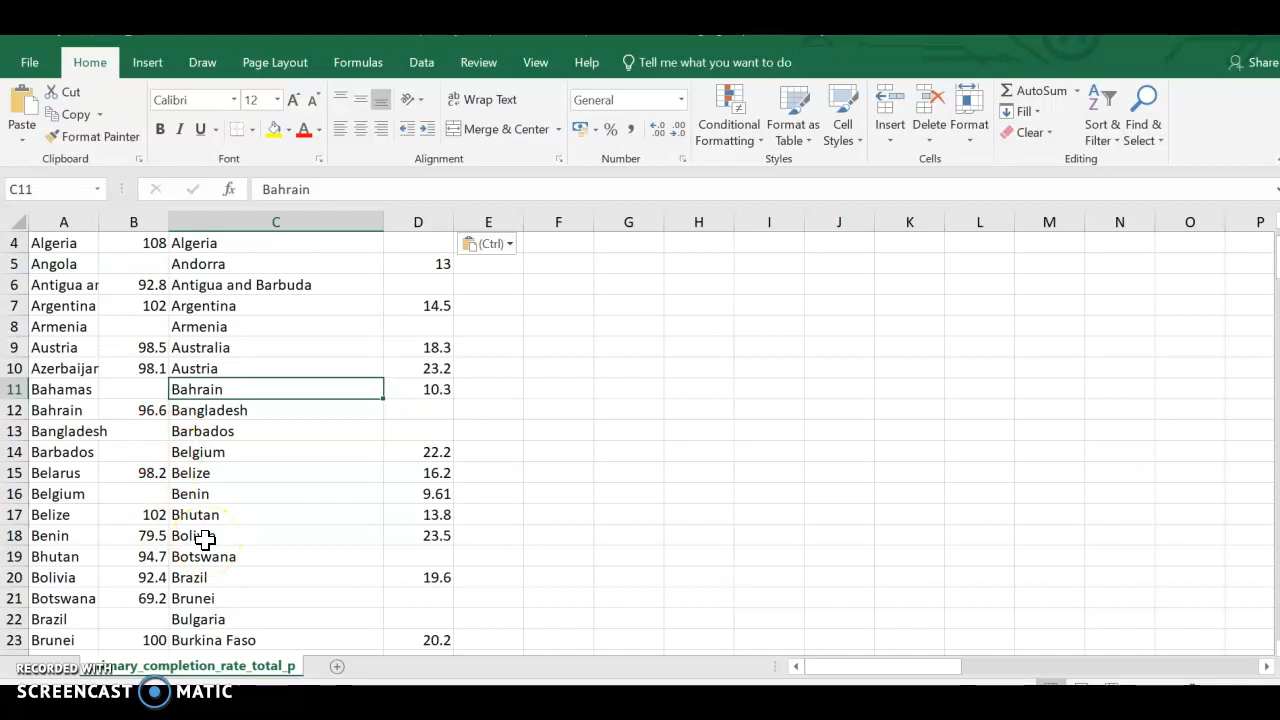 File Home Insert Draw Page Layout Formulas Data Review View Help Tell me what you want to do Share
Cut
Copy
Format Painter
Paste
Clipboard
Calibri 12 A A
B I U A
Font
Wrap Text
Merge & Center
Alignment
General
% ,
Number
Conditional Formatting
Format as Table
Cell Styles
Styles
Insert Delete Format
Cells
AutoSum
Fill
Clear
Sort & Filter
Find & Select
Editing
C11 fx Bahrain
A B C D E F G H I J K L M N O P
4 Algeria 108 Algeria (Ctrl)
5 Angola Andorra 13
6 Antigua ar 92.8 Antigua and Barbuda
7 Argentina 102 Argentina 14.5
8 Armenia Armenia
9 Austria 98.5 Australia 18.3
10 Azerbaijar 98.1 Austria 23.2
11 Bahamas Bahrain 10.3
12 Bahrain 96.6 Bangladesh
13 Bangladesh Barbados
14 Barbados Belgium 22.2
15 Belarus 98.2 Belize 16.2
16 Belgium Benin 9.61
17 Belize 102 Bhutan 13.8
18 Benin 79.5 23.5
19 Bhutan 94.7 Botswana
20 Bolivia 92.4 Brazil 19.6
21 Botswana 69.2 Brunei
22 Brazil Bulgaria
23 Brunei 100 Burkina Faso 20.2
imary_completion_rate_total_p
RECORDED WITH
SCREENCAST MATIC